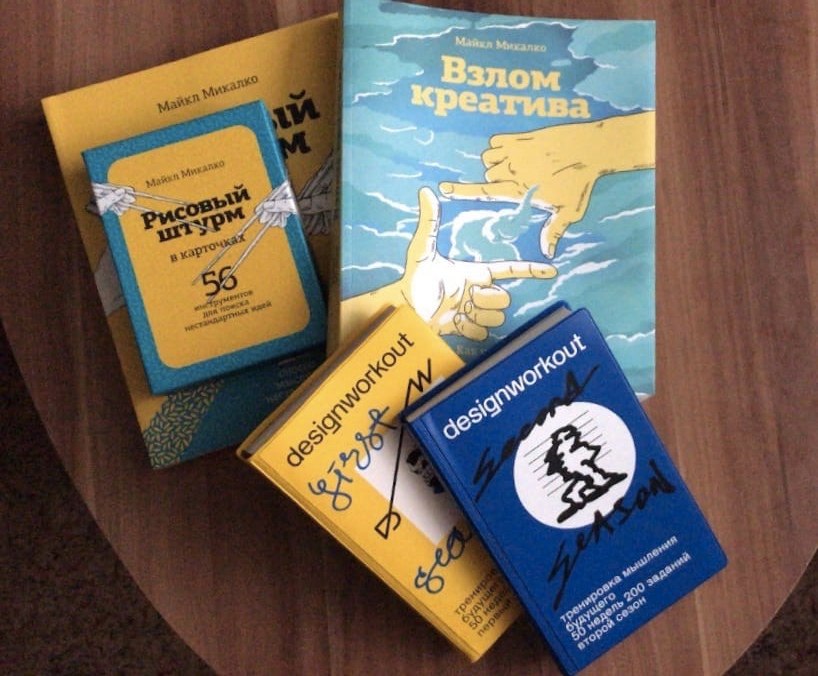 Майкл Микалко
Майкл Микалко
Взлом
креатива
Майкл Микалко
Рисовый
штурм
в карточках
56
инструментов
для поиска
нестандартных идей
designworkout
first
designworkout
second
season
тренировка мышления
будущего
50 недель 200 заданий
второй сезон